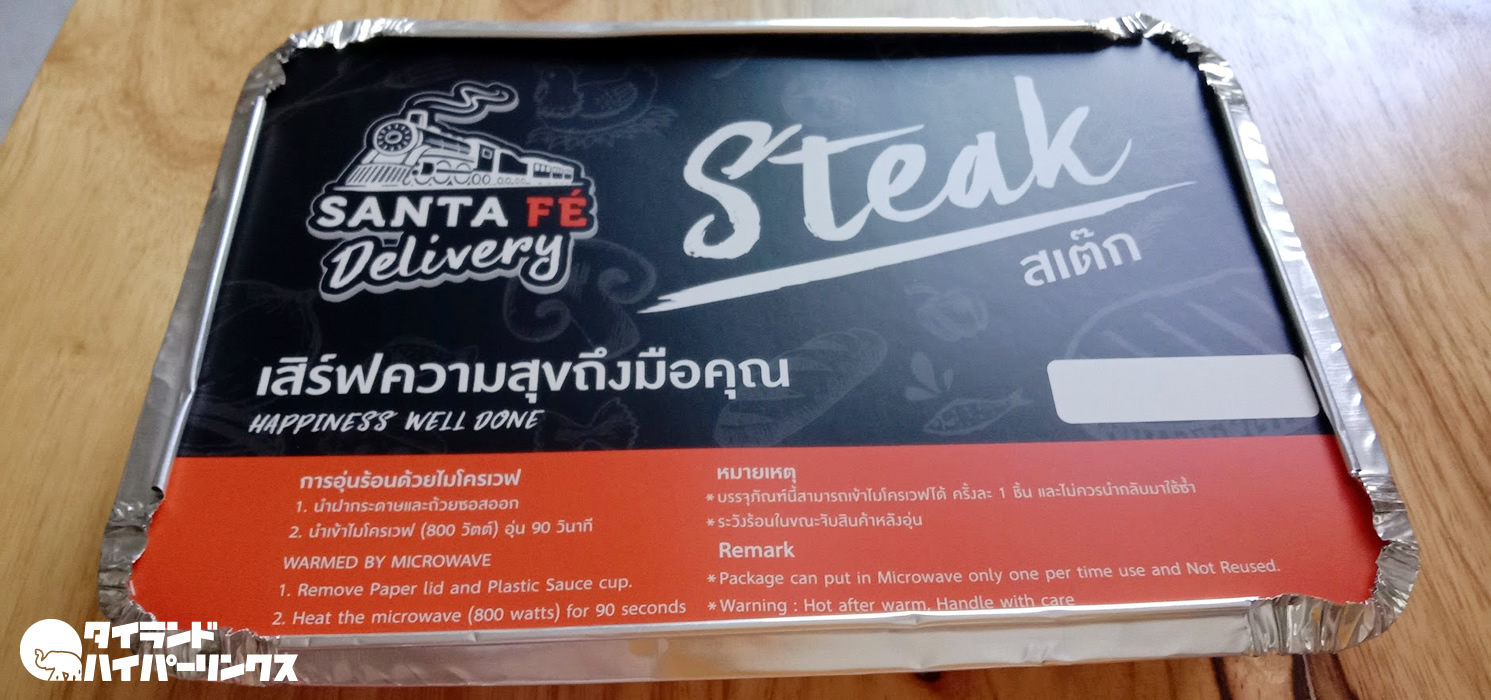 SANTA FÉ
Delivery
Steak
สเต๊ก
เสิร์ฟความสุขถึงมือคุณ
HAPPINESS WELL DONE
การอุ่นร้อนด้วยไมโครเวฟ
1. นำฝากระดาษและถ้วยซอสออก
2. นำเข้าไมโครเวฟ (800 วัตต์) อุ่น 90 วินาที
WARMED BY MICROWAVE
1. Remove Paper lid and Plastic Sauce cup.
2. Heat the microwave (800 watts) for 90 seconds
หมายเหตุ
*บรรจุภัณฑ์นี้สามารถเข้าไมโครเวฟได้ ครั้งละ 1 ชิ้น และไม่ควรนำกลับมาใช้ซ้ำ
*ระวังร้อนในขณะจับสินค้าหลังอุ่น
Remark
*Package can put in Microwave only one per time use and Not Reused.
*Warning : Hot after warm, Handle with care
タイランド
ハイパーリンクス